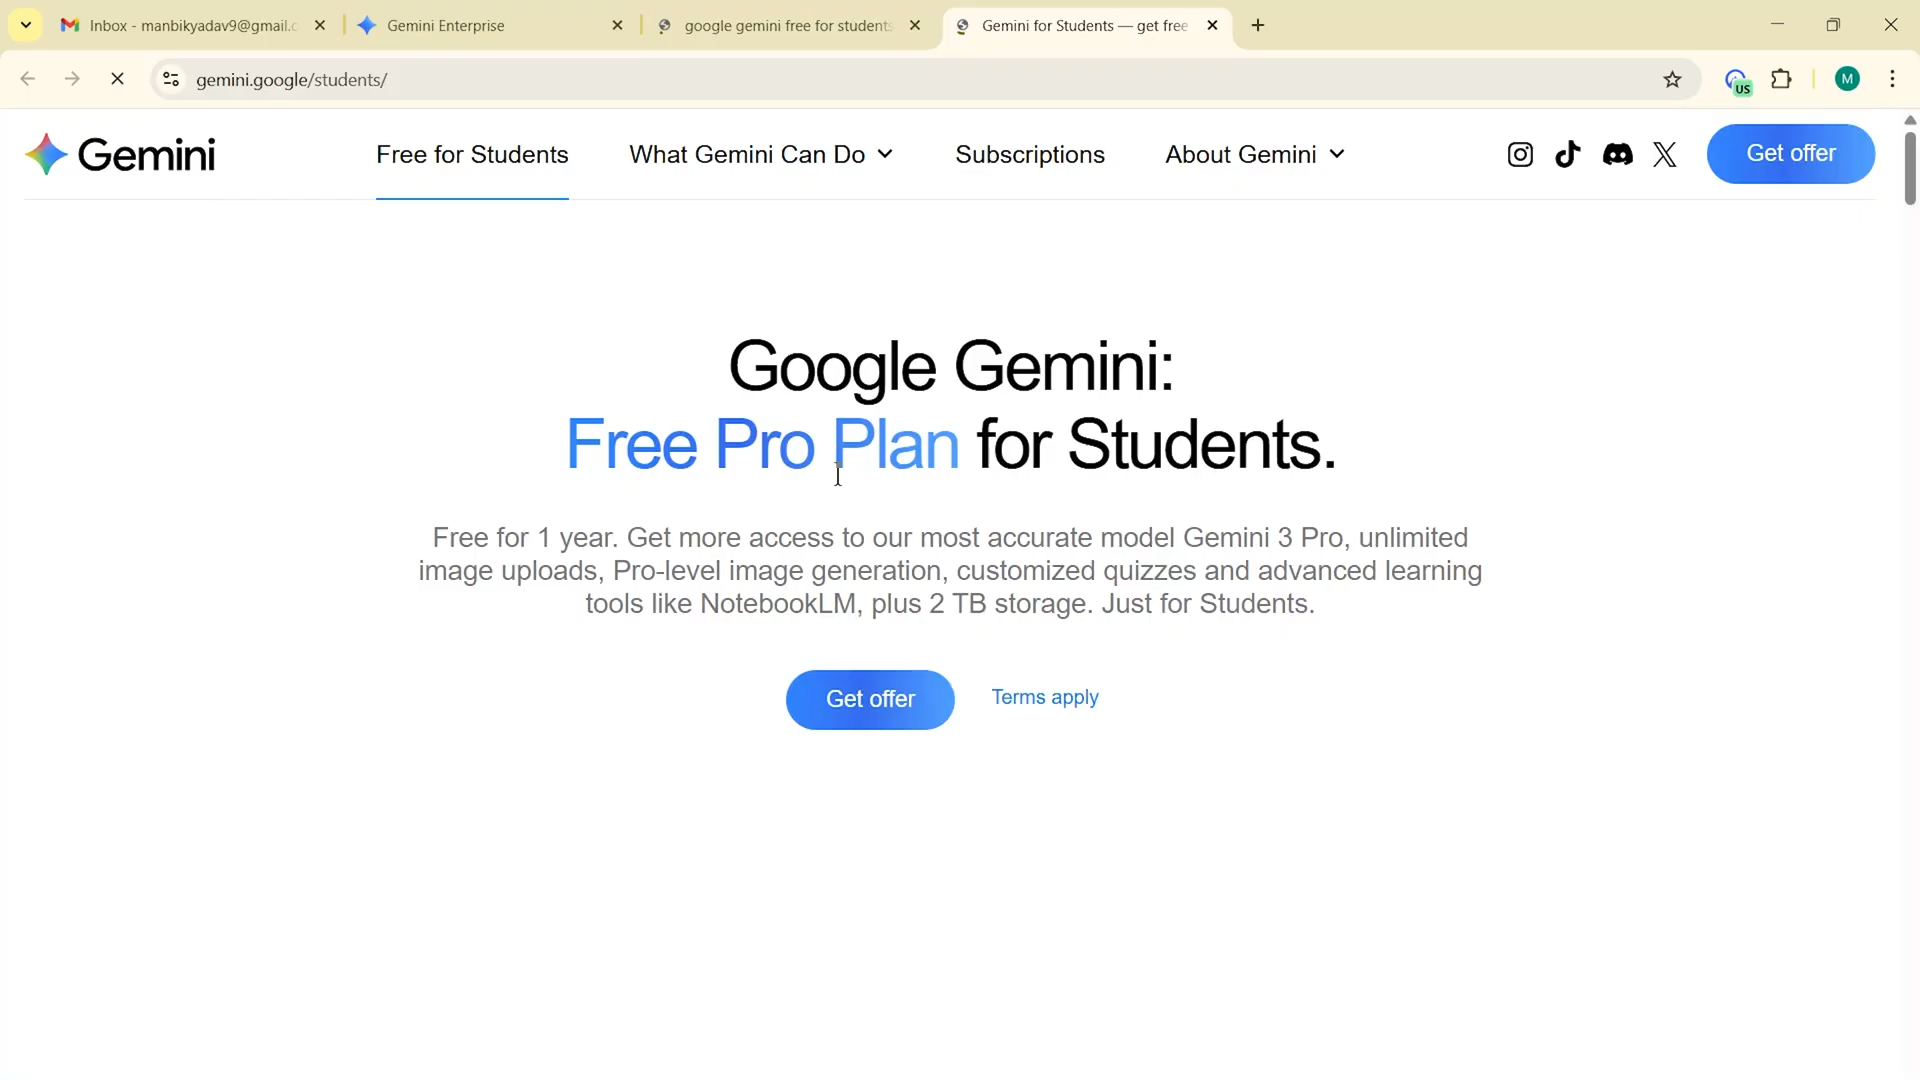 Inbox - manbikyadav9@gmail.c
Gemini Enterprise
google gemini free for students
Gemini for Students — get free
gemini.google/students/
US
M
Gemini
Free for Students
What Gemini Can Do
Subscriptions
About Gemini
Get offer
Google Gemini:
Free Pro Plan for Students.
Free for 1 year. Get more access to our most accurate model Gemini 3 Pro, unlimited
image uploads, Pro-level image generation, customized quizzes and advanced learning
tools like NotebookLM, plus 2 TB storage. Just for Students.
Get offer
Terms apply